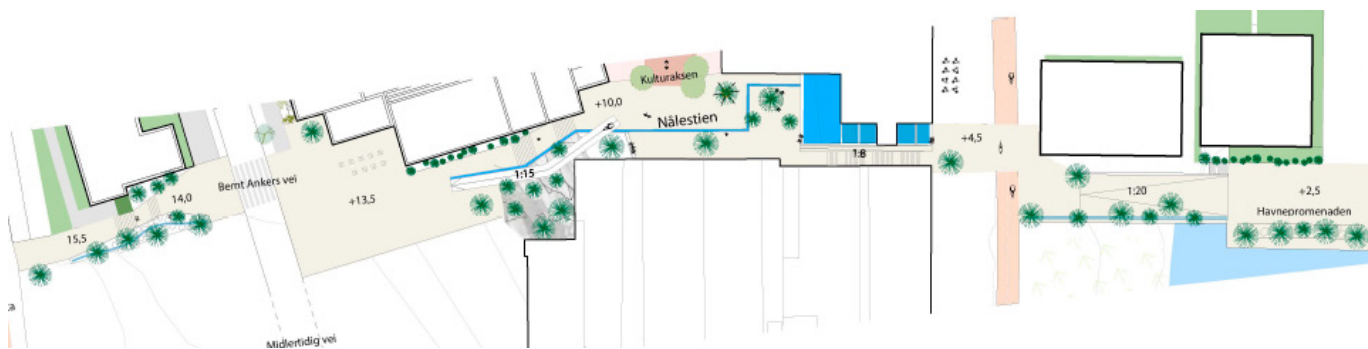 15,5
14,0
Bernt Ankers vei
+13,5
Midlertidig vei
1:15
+10,0
Kulturaksen
Nålestien
1:8
+4,5
1:20
+2,5
Havnepromenaden